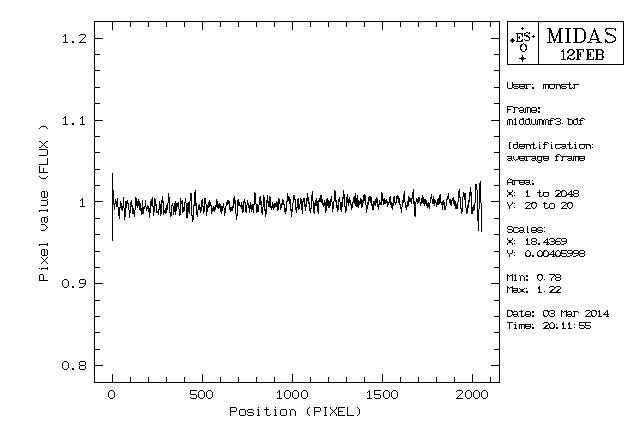 ES
O
MIDAS
12FEB
User: monstr
Frame:
middummf3.bdf
Identification:
average frame
Area:
X: 1 to 2048
Y: 20 to 20
Scales:
X: 18.4369
Y: 0.00405998
Min: 0.78
Max: 1.22
Date: 03 Mar 2014
Time: 20:11:55
Pixel value (FLUX )
1.2
1.1
1
0.9
0.8
0
500
1000
1500
2000
Position (PIXEL)